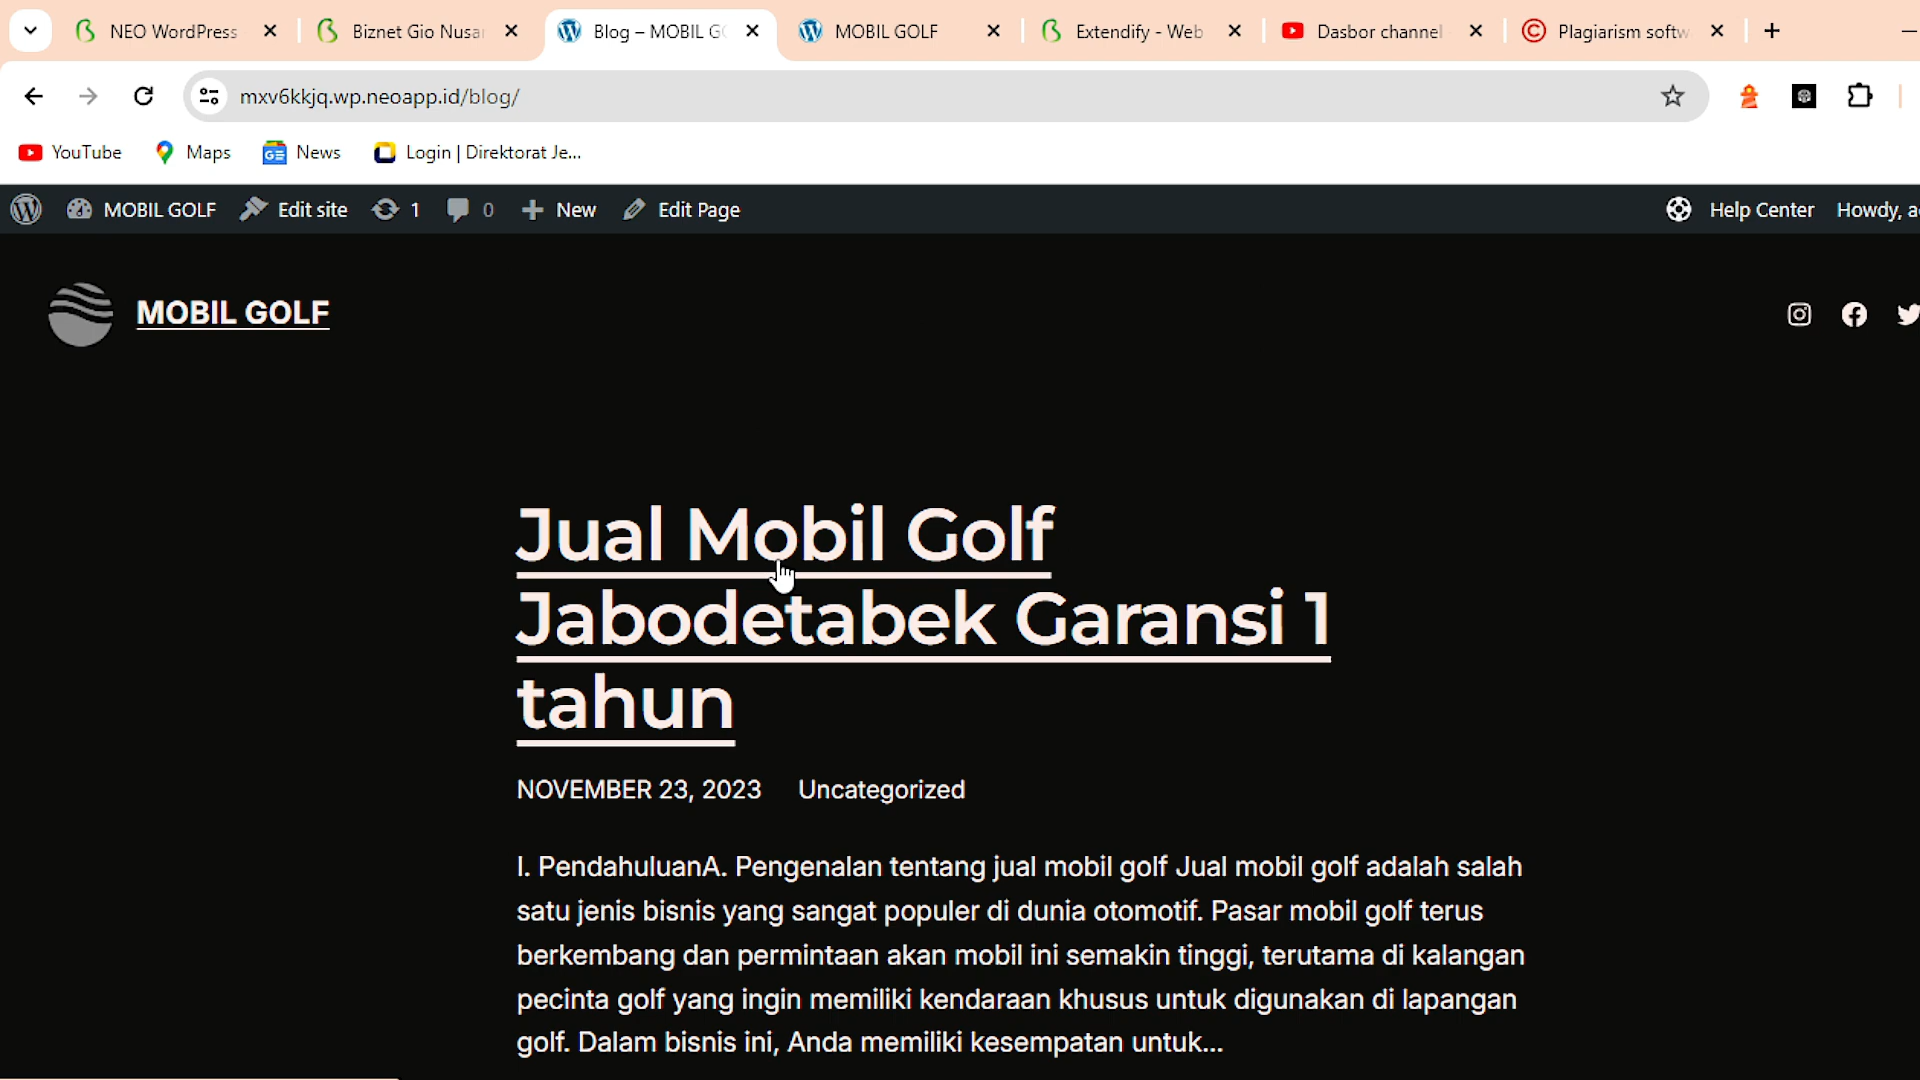 NEO WordPress
Biznet Gio Nusa
Blog – MOBIL G
MOBIL GOLF
Extendify - Web
Dasbor channel
Plagiarism softw
mxv6kkjq.wp.neoapp.id/blog/
YouTube
Maps
News
Login | Direktorat Je...
MOBIL GOLF
Edit site
1
0
New
Edit Page
Help Center
Howdy, a
MOBIL GOLF
Jual Mobil Golf
Jabodetabek Garansi 1
tahun
NOVEMBER 23, 2023 Uncategorized
I. PendahuluanA. Pengenalan tentang jual mobil golf Jual mobil golf adalah salah
satu jenis bisnis yang sangat populer di dunia otomotif. Pasar mobil golf terus
berkembang dan permintaan akan mobil ini semakin tinggi, terutama di kalangan
pecinta golf yang ingin memiliki kendaraan khusus untuk digunakan di lapangan
golf. Dalam bisnis ini, Anda memiliki kesempatan untuk...